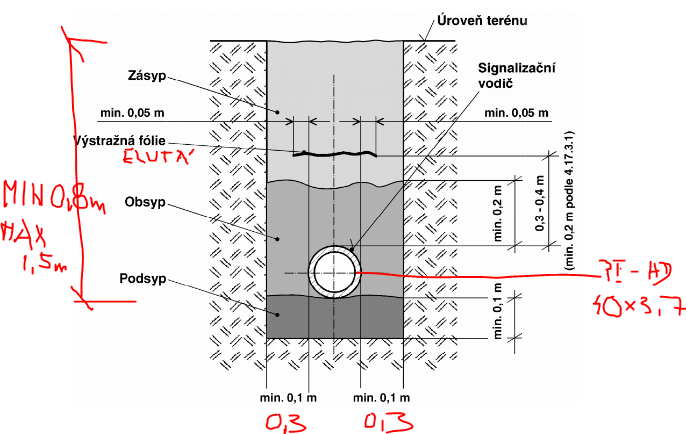 Úroveň terénu
Zásyp
Signalizační
vodič
min. 0,05 m
min. 0,05 m
Výstražná fólie
ŽLUTÁ
MIN 0,8 m
MAX
1,5 m
Obsyp
min. 0,2 m
0,3 - 0,4 m
(min. 0,2 m podle 4.17.3.1)
Podsyp
PE - HD
40×3,7
min. 0,1 m
min. 0,1 m
min. 0,1 m
0,3
0,3